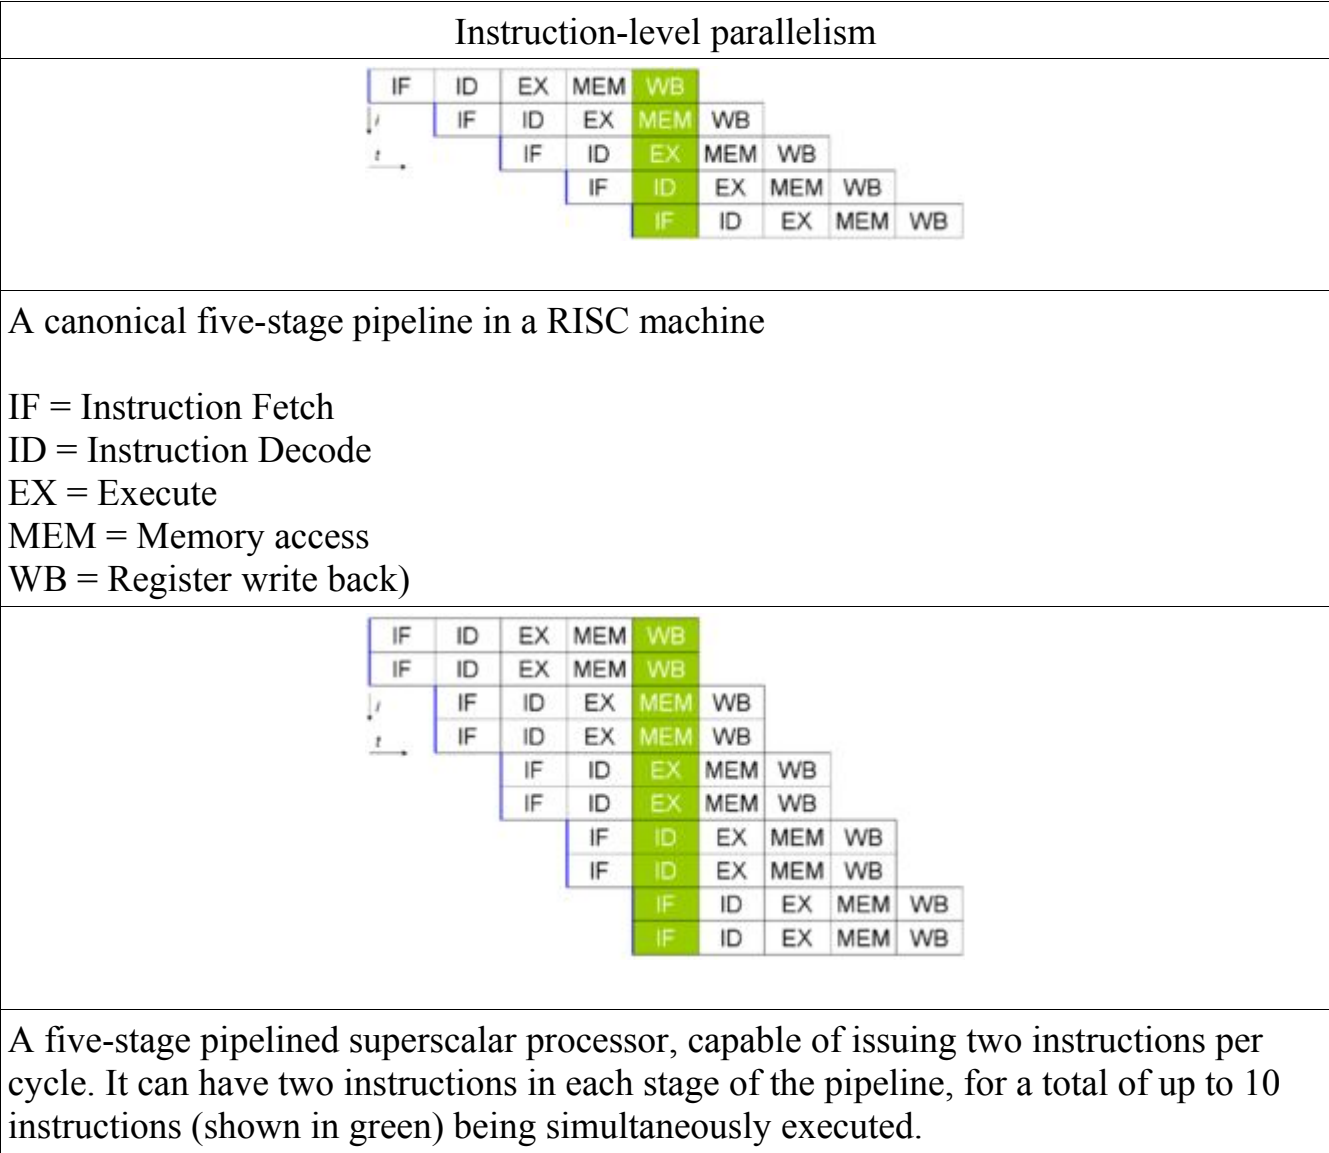 Instruction-level parallelism
IF ID EX MEM WB
i IF ID EX MEM WB
t IF ID EX MEM WB
IF ID EX MEM WB
IF ID EX MEM WB
A canonical five-stage pipeline in a RISC machine
IF = Instruction Fetch
ID = Instruction Decode
EX = Execute
MEM = Memory access
WB = Register write back)
IF ID EX MEM WB
IF ID EX MEM WB
i IF ID EX MEM WB
t IF ID EX MEM WB
IF ID EX MEM WB
IF ID EX MEM WB
IF ID EX MEM WB
IF ID EX MEM WB
IF ID EX MEM WB
IF ID EX MEM WB
A five-stage pipelined superscalar processor, capable of issuing two instructions per
cycle. It can have two instructions in each stage of the pipeline, for a total of up to 10
instructions (shown in green) being simultaneously executed.